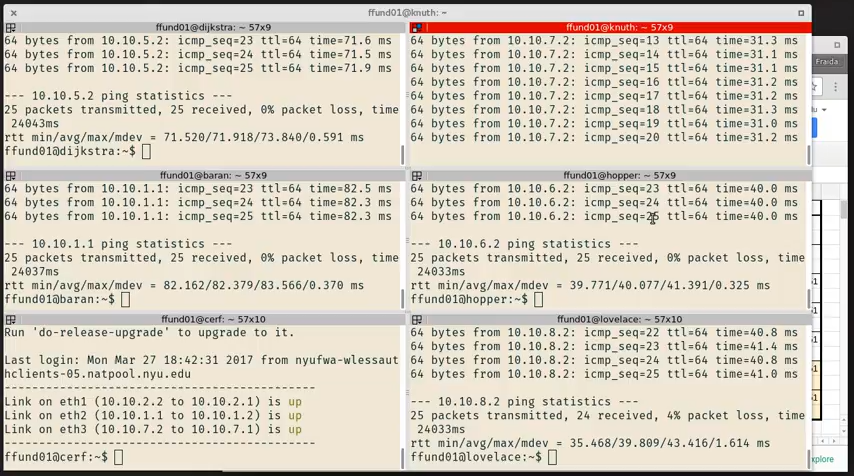 ffund01@knuth: ~
ffund01@dijkstra: ~ 57x9
64 bytes from 10.10.5.2: icmp_seq=23 ttl=64 time=71.6 ms
64 bytes from 10.10.5.2: icmp_seq=24 ttl=64 time=71.5 ms
64 bytes from 10.10.5.2: icmp_seq=25 ttl=64 time=71.9 ms
--- 10.10.5.2 ping statistics ---
25 packets transmitted, 25 received, 0% packet loss, time
24043ms
rtt min/avg/max/mdev = 71.520/71.918/73.840/0.591 ms
ffund01@dijkstra:~$
ffund01@knuth: ~ 57x9
64 bytes from 10.10.7.2: icmp_seq=13 ttl=64 time=31.3 ms
64 bytes from 10.10.7.2: icmp_seq=14 ttl=64 time=31.1 ms
64 bytes from 10.10.7.2: icmp_seq=15 ttl=64 time=31.1 ms
64 bytes from 10.10.7.2: icmp_seq=16 ttl=64 time=31.2 ms
64 bytes from 10.10.7.2: icmp_seq=17 ttl=64 time=31.2 ms
64 bytes from 10.10.7.2: icmp_seq=18 ttl=64 time=31.3 ms
64 bytes from 10.10.7.2: icmp_seq=19 ttl=64 time=31.0 ms
64 bytes from 10.10.7.2: icmp_seq=20 ttl=64 time=31.2 ms
ffund01@baran: ~ 57x9
64 bytes from 10.10.1.1: icmp_seq=23 ttl=64 time=82.5 ms
64 bytes from 10.10.1.1: icmp_seq=24 ttl=64 time=82.3 ms
64 bytes from 10.10.1.1: icmp_seq=25 ttl=64 time=82.3 ms
--- 10.10.1.1 ping statistics ---
25 packets transmitted, 25 received, 0% packet loss, time
24037ms
rtt min/avg/max/mdev = 82.162/82.379/83.566/0.370 ms
ffund01@baran:~$
ffund01@hopper: ~ 57x9
64 bytes from 10.10.6.2: icmp_seq=23 ttl=64 time=40.0 ms
64 bytes from 10.10.6.2: icmp_seq=24 ttl=64 time=40.0 ms
64 bytes from 10.10.6.2: icmp_seq=25 ttl=64 time=40.0 ms
--- 10.10.6.2 ping statistics ---
25 packets transmitted, 25 received, 0% packet loss, time
24033ms
rtt min/avg/max/mdev = 39.771/40.077/41.391/0.325 ms
ffund01@hopper:~$
ffund01@cerf: ~ 57x10
Run 'do-release-upgrade' to upgrade to it.
Last login: Mon Mar 27 18:42:31 2017 from nyufwa-wlessaut
hclients-05.natpool.nyu.edu
---------------------------------------
Link on eth1 (10.10.2.2 to 10.10.2.1) is up
Link on eth2 (10.10.1.1 to 10.10.1.2) is up
Link on eth3 (10.10.7.2 to 10.10.7.1) is up
---------------------------------------
ffund01@cerf:~$
ffund01@lovelace: ~ 57x10
64 bytes from 10.10.8.2: icmp_seq=22 ttl=64 time=40.8 ms
64 bytes from 10.10.8.2: icmp_seq=23 ttl=64 time=41.4 ms
64 bytes from 10.10.8.2: icmp_seq=24 ttl=64 time=40.8 ms
64 bytes from 10.10.8.2: icmp_seq=25 ttl=64 time=41.0 ms
--- 10.10.8.2 ping statistics ---
25 packets transmitted, 24 received, 4% packet loss, time
24039ms
rtt min/avg/max/mdev = 35.468/39.809/43.416/1.614 ms
ffund01@lovelace:~$
Fraida
xplore